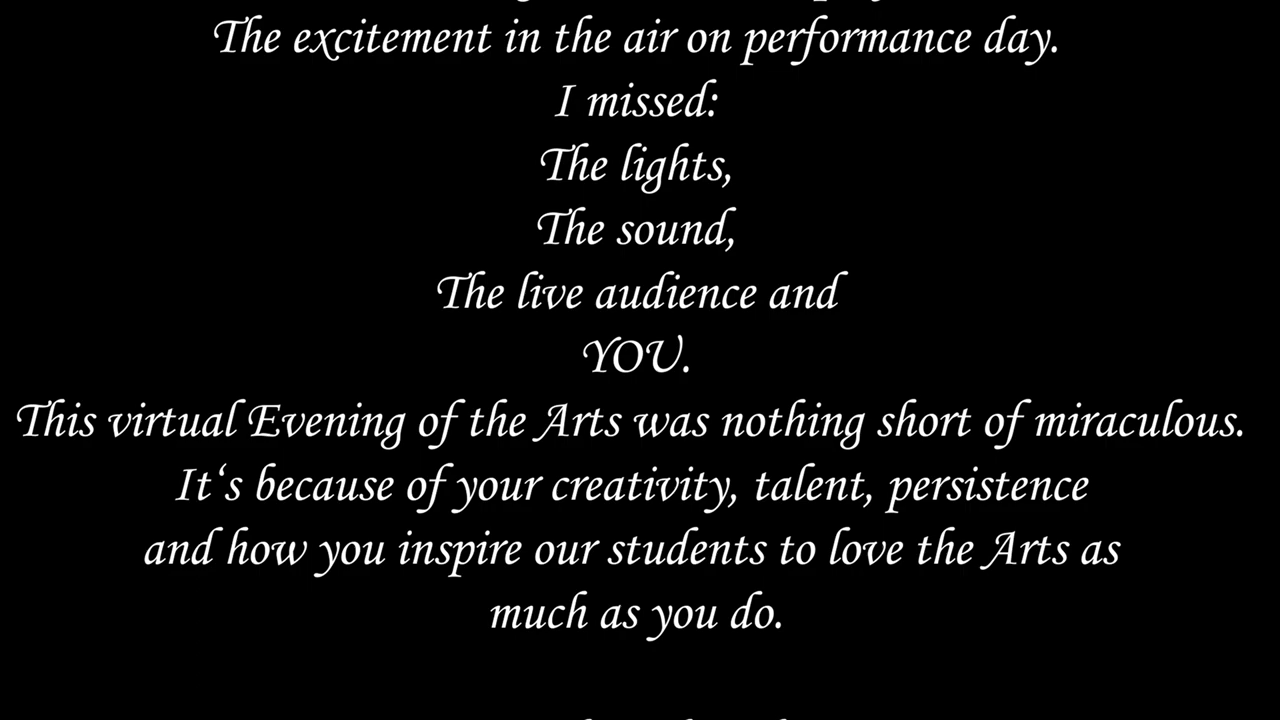 The excitement in the air on performance day.
I missed:
The lights,
The sound,
The live audience and
YOU.
This virtual Evening of the Arts was nothing short of miraculous.
It‘s because of your creativity, talent, persistence
and how you inspire our students to love the Arts as
much as you do.